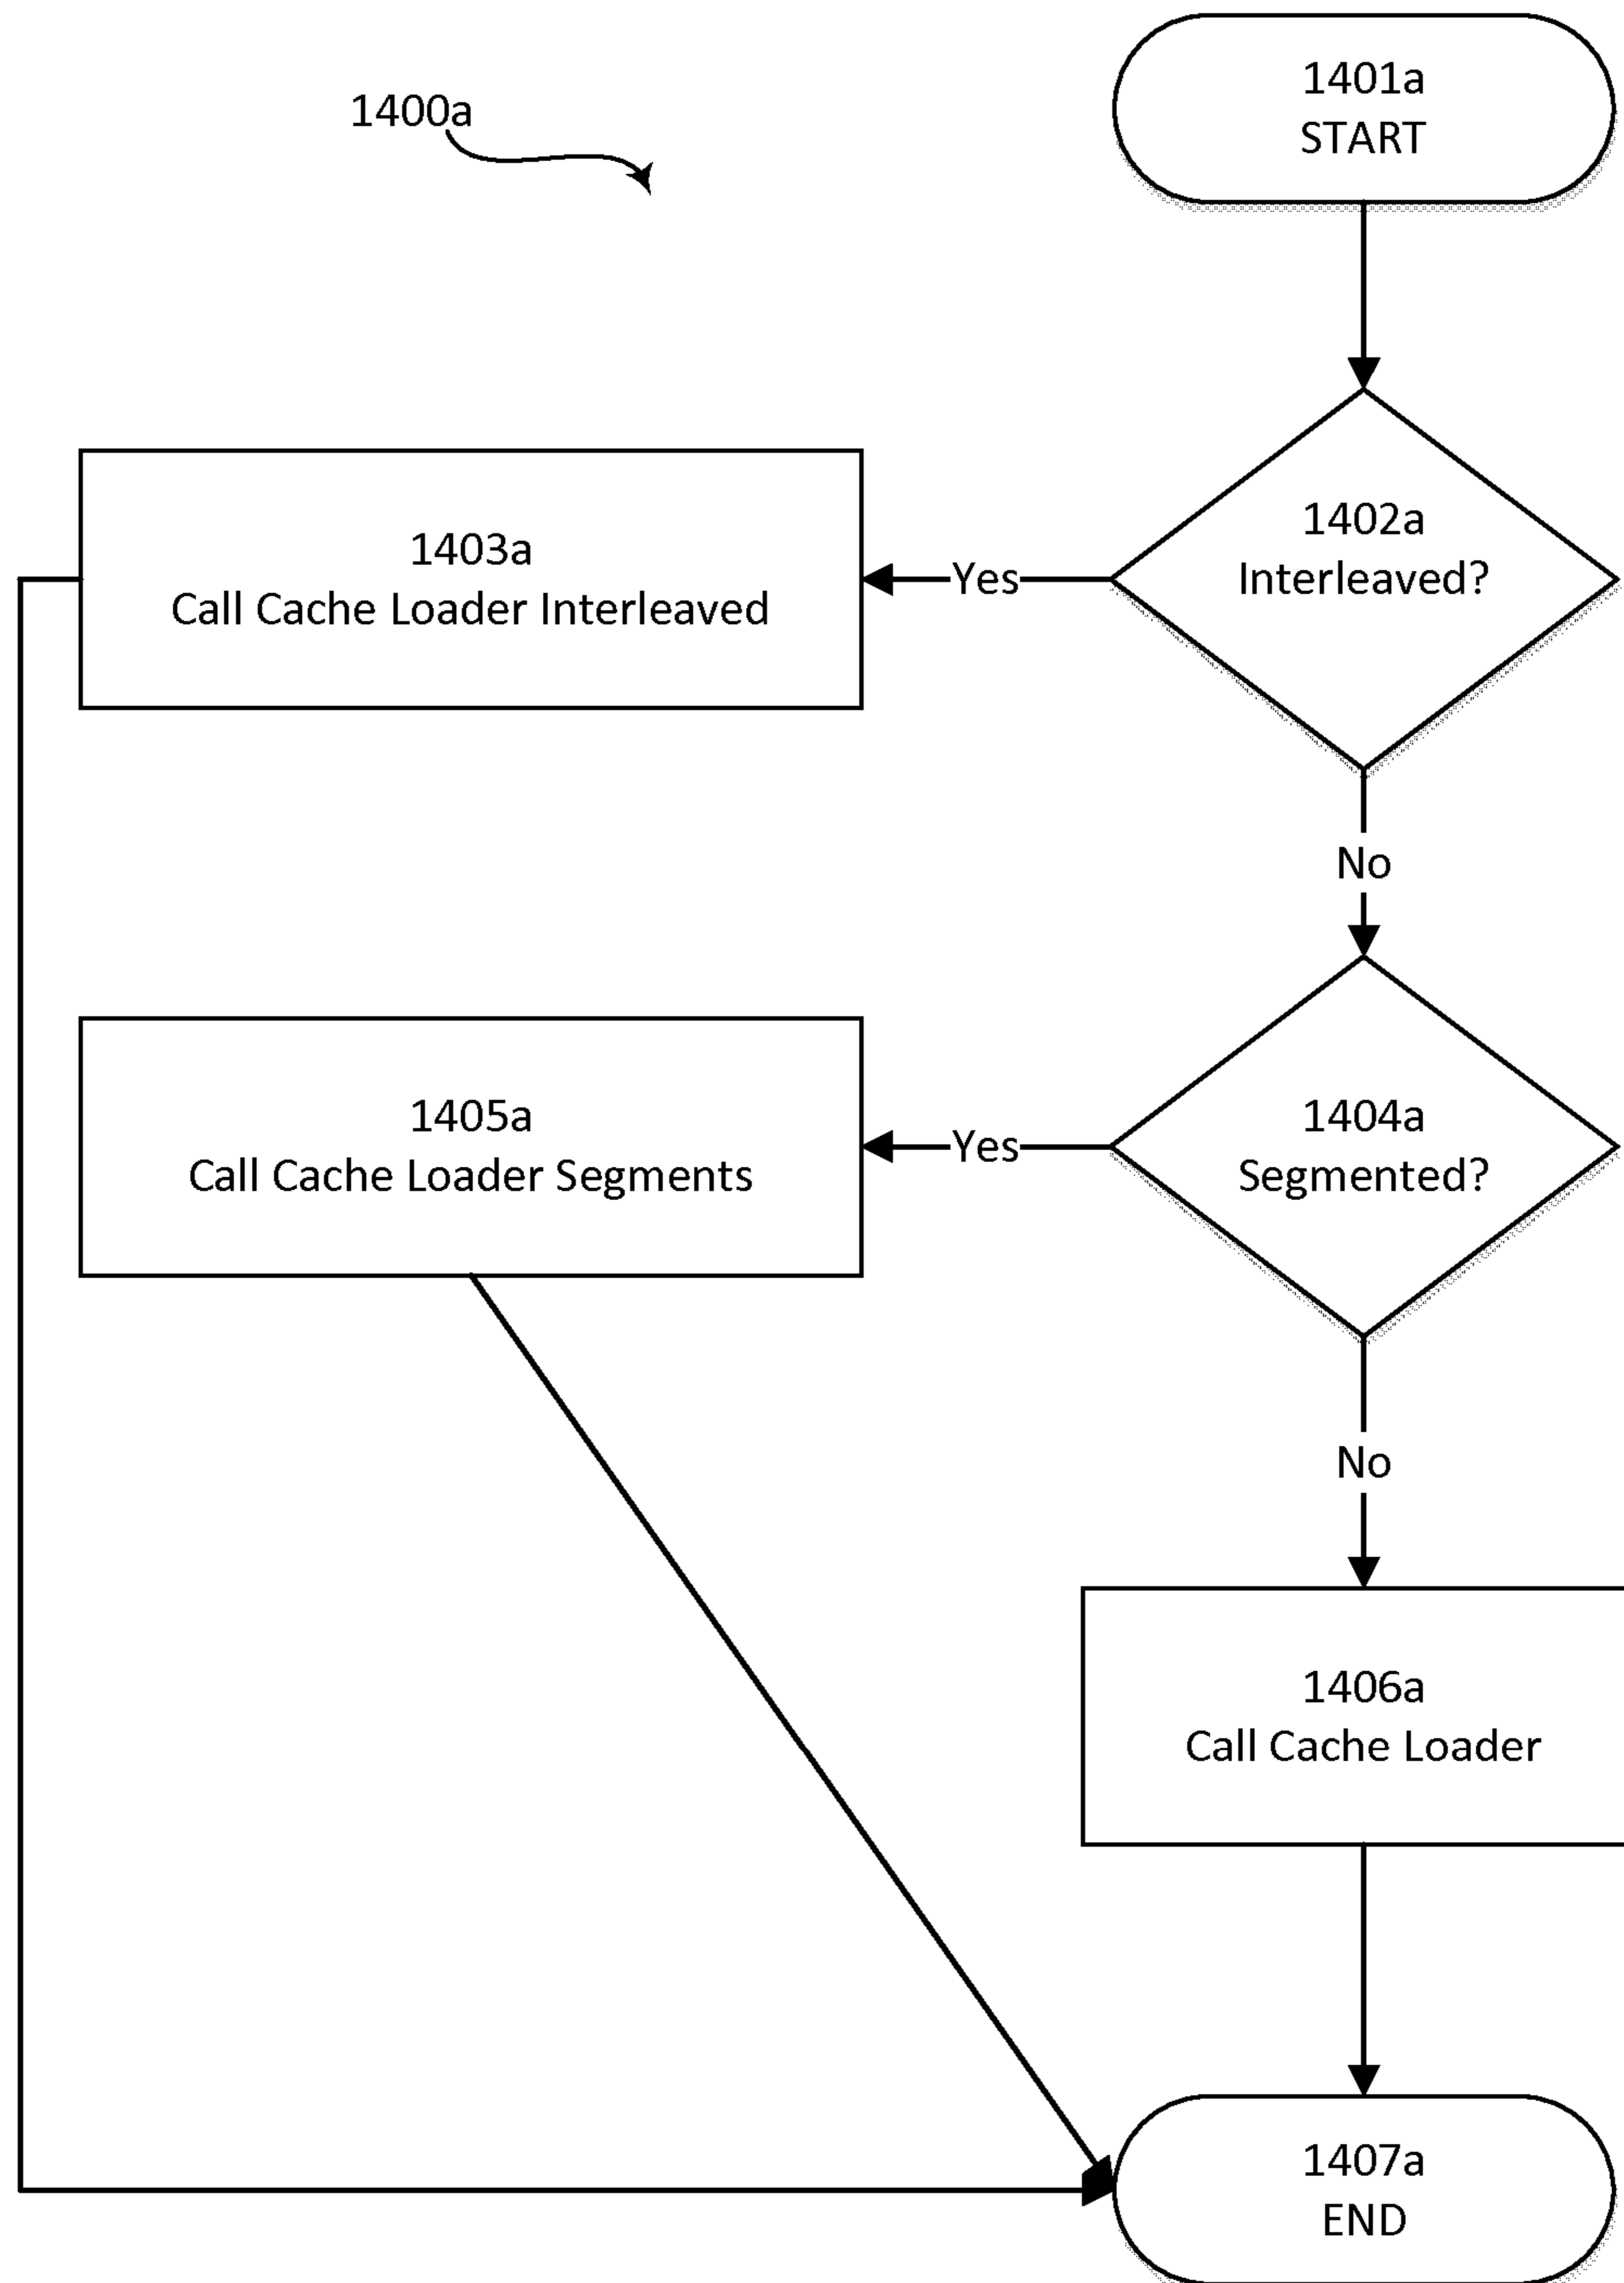 1400a
1401a
START
1402a
Interleaved?
Yes
1403a
Call Cache Loader Interleaved
No
1404a
Segmented?
Yes
1405a
Call Cache Loader Segments
No
1406a
Call Cache Loader
1407a
END